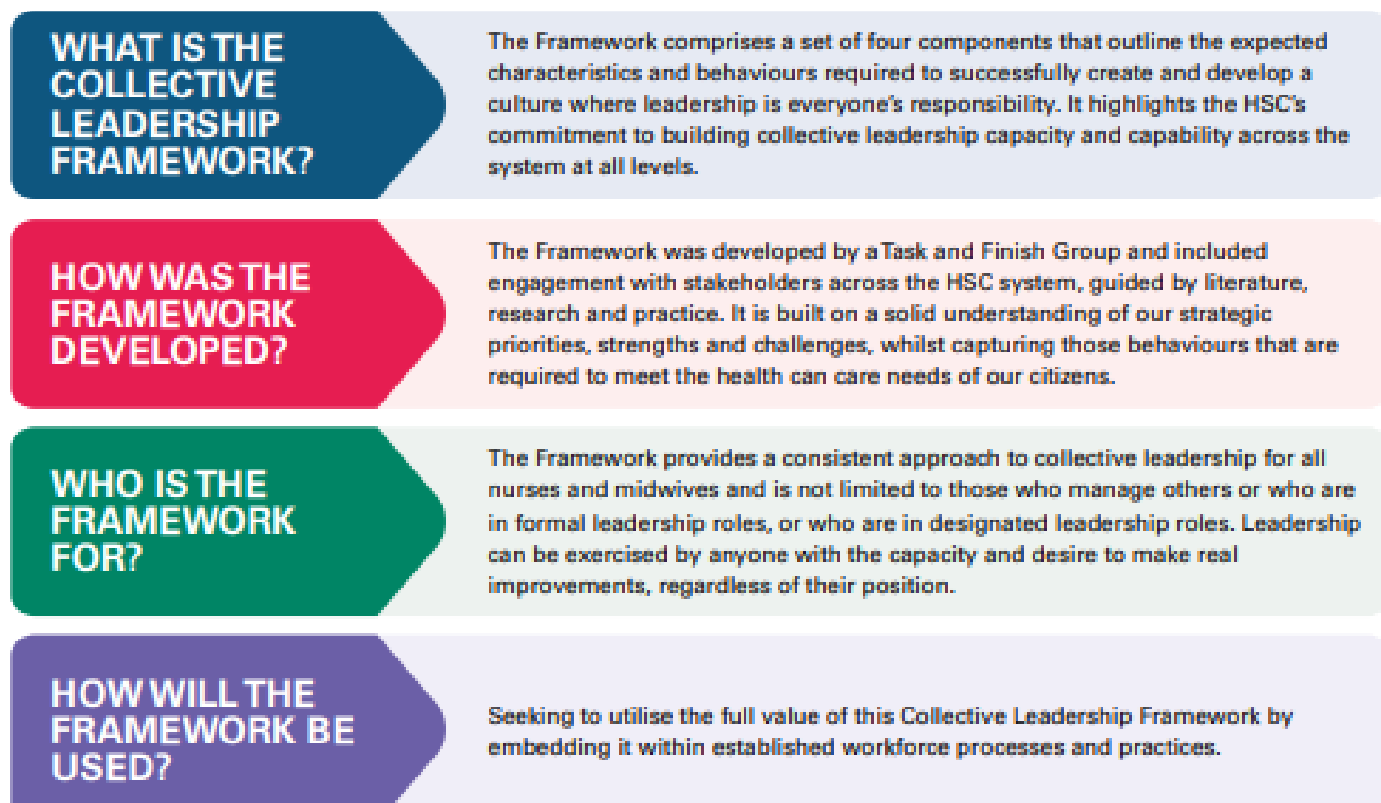 WHAT IS THE
COLLECTIVE
LEADERSHIP
FRAMEWORK?
The Framework comprises a set of four components that outline the expected
characteristics and behaviours required to successfully create and develop a
culture where leadership is everyone's responsibility. It highlights the HSC's
commitment to building collective leadership capacity and capability across the
system at all levels.
HOW WAS THE
FRAMEWORK
DEVELOPED?
The Framework was developed by a Task and Finish Group and included
engagement with stakeholders across the HSC system, guided by literature,
research and practice. It is built on a solid understanding of our strategic
priorities, strengths and challenges, whilst capturing those behaviours that are
required to meet the health can care needs of our citizens.
WHO IS THE
FRAMEWORK
FOR?
The Framework provides a consistent approach to collective leadership for all
nurses and midwives and is not limited to those who manage others or who are
in formal leadership roles, or who are in designated leadership roles. Leadership
can be exercised by anyone with the capacity and desire to make real
improvements, regardless of their position.
HOW WILL THE
FRAMEWORK BE
USED?
Seeking to utilise the full value of this Collective Leadership Framework by
embedding it within established workforce processes and practices.